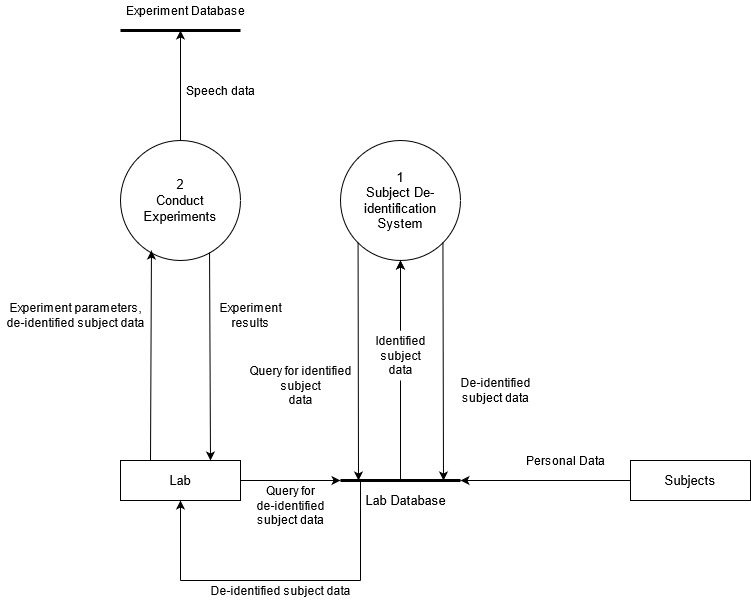 Experiment Database
Speech data
2
Conduct
Experiments
1
Subject De-
identification
System
Experiment parameters,
de-identified subject data
Experiment
results
Query for identified
subject
data
Identified
subject
data
De-identified
subject data
Lab
Query for
de-identified
subject data
Lab Database
Personal Data
Subjects
De-identified subject data